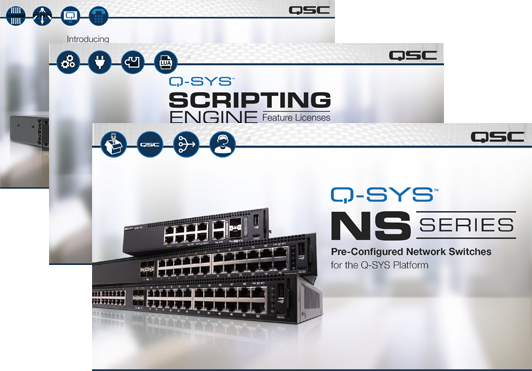 QSC
Introducing
QSC
Q-SYS™
SCRIPTING
ENGINE Feature Licenses
QSC
QSC
Q-SYS™
NS SERIES
Pre-Configured Network Switches
for the Q-SYS Platform